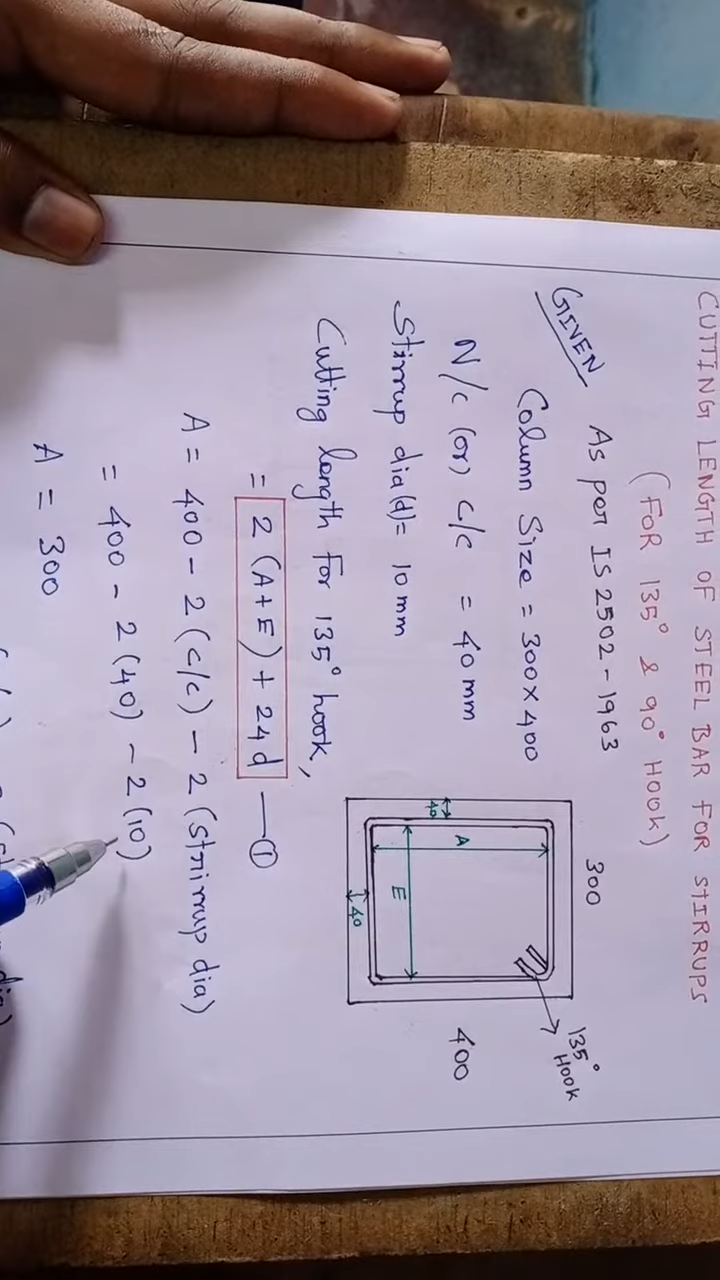 CUTTING LENGTH OF STEEL BAR FOR STIRRUPS
(FOR 135° & 90° HOOK)
GIVEN
As per IS 2502-1963
Column Size = 300×400
N/c (or) c/c = 40 mm
Stirrup dia(d) = 10 mm
Cutting length for 135° hook,
= 2 (A+E) + 24d — ①
A = 400 - 2 (c/c) - 2 (stirrup dia)
= 400 - 2 (40) - 2 (10)
A = 300
300
400
135°
Hook
40
A
E
40